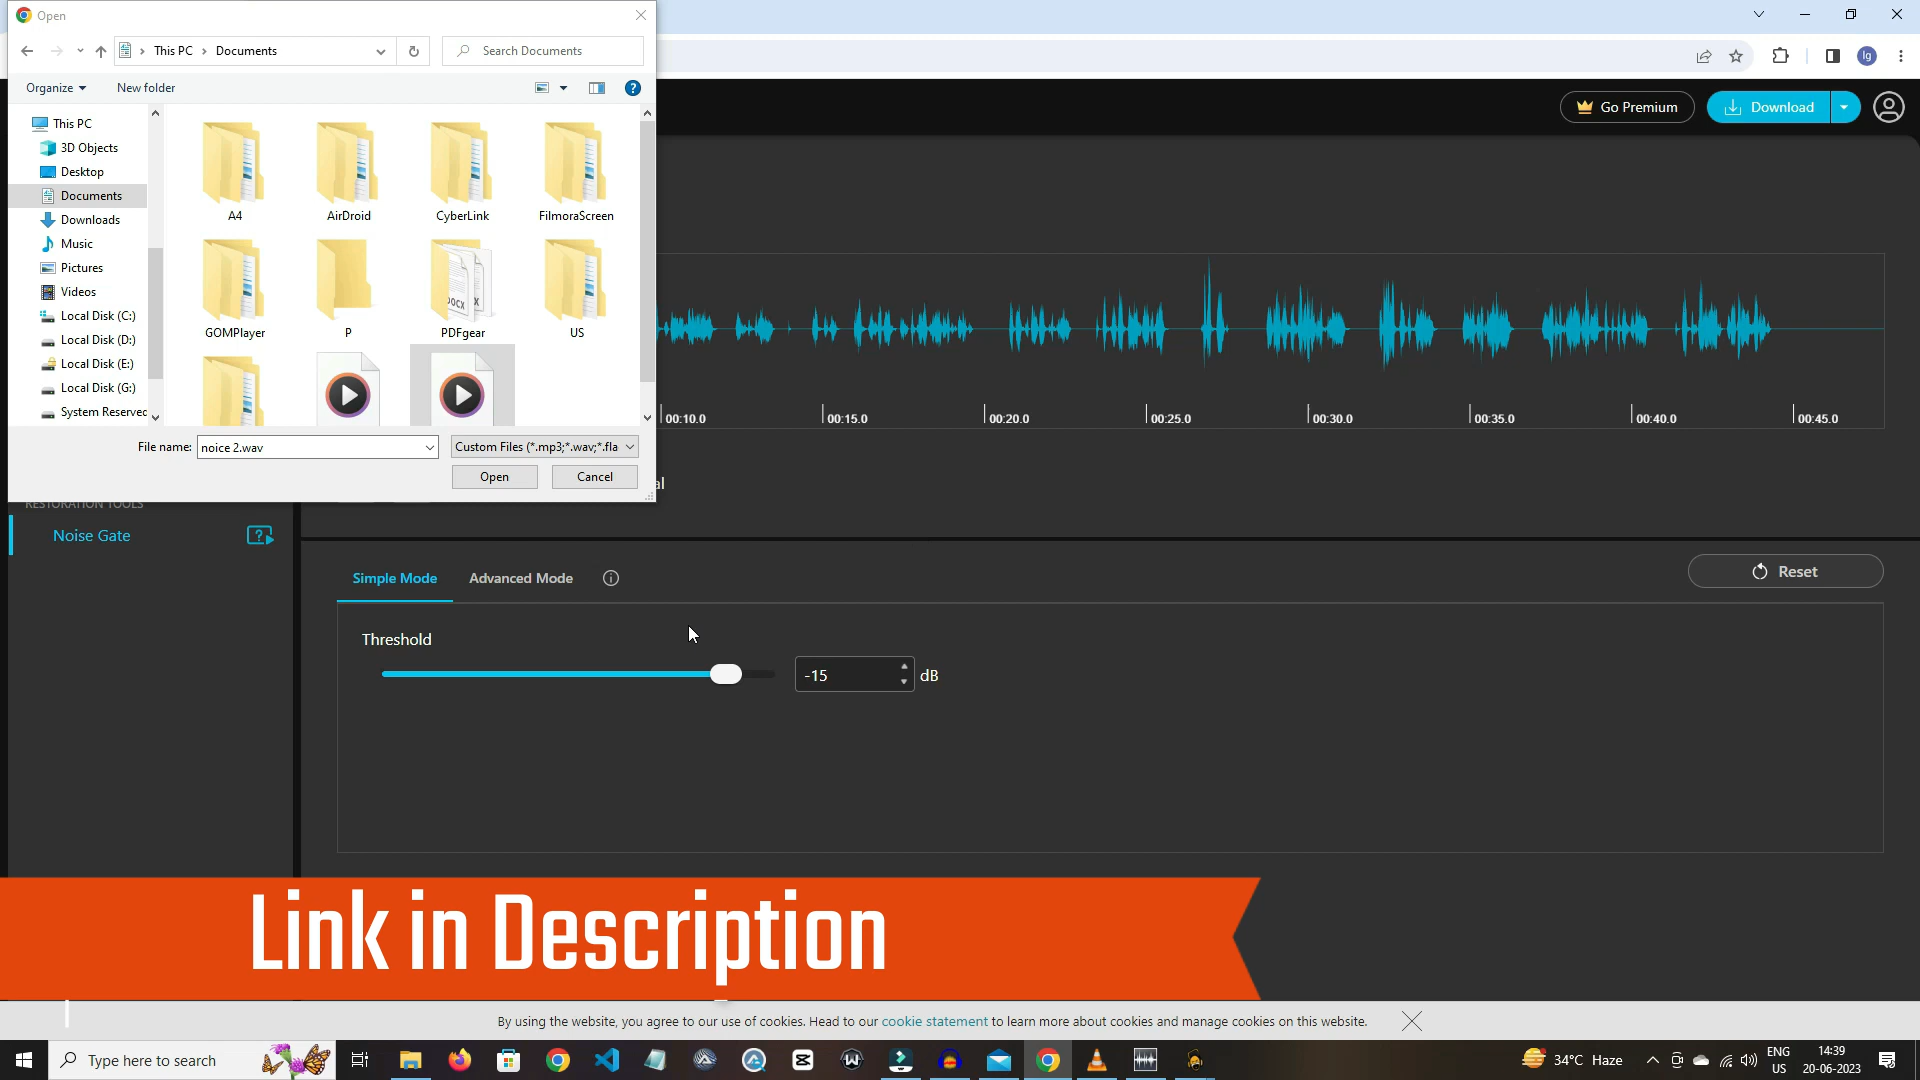 Open
This PC
Documents
Search Documents
Organize
New folder
This PC
3D Objects
Desktop
Documents
Downloads
Music
Pictures
Videos
Local Disk (C:)
Local Disk (D:)
Local Disk (E:)
Local Disk (G:)
System Reserved
A4
AirDroid
CyberLink
FilmoraScreen
GOMPlayer
P
PDFgear
US
File name:
noice 2.wav
Custom Files (*.mp3;*.wav;*.fla
Open
Cancel
lg
Go Premium
Download
00:10.0
00:15.0
00:20.0
00:25.0
00:30.0
00:35.0
00:40.0
00:45.0
al
RESTORATION TOOLS
Noise Gate
Simple Mode
Advanced Mode
Reset
Threshold
-15
dB
Link in Description
By using the website, you agree to our use of cookies. Head to our cookie statement to learn more about cookies and manage cookies on this website.
Type here to search
34°C Haze
ENG
US
14:39
20-06-2023